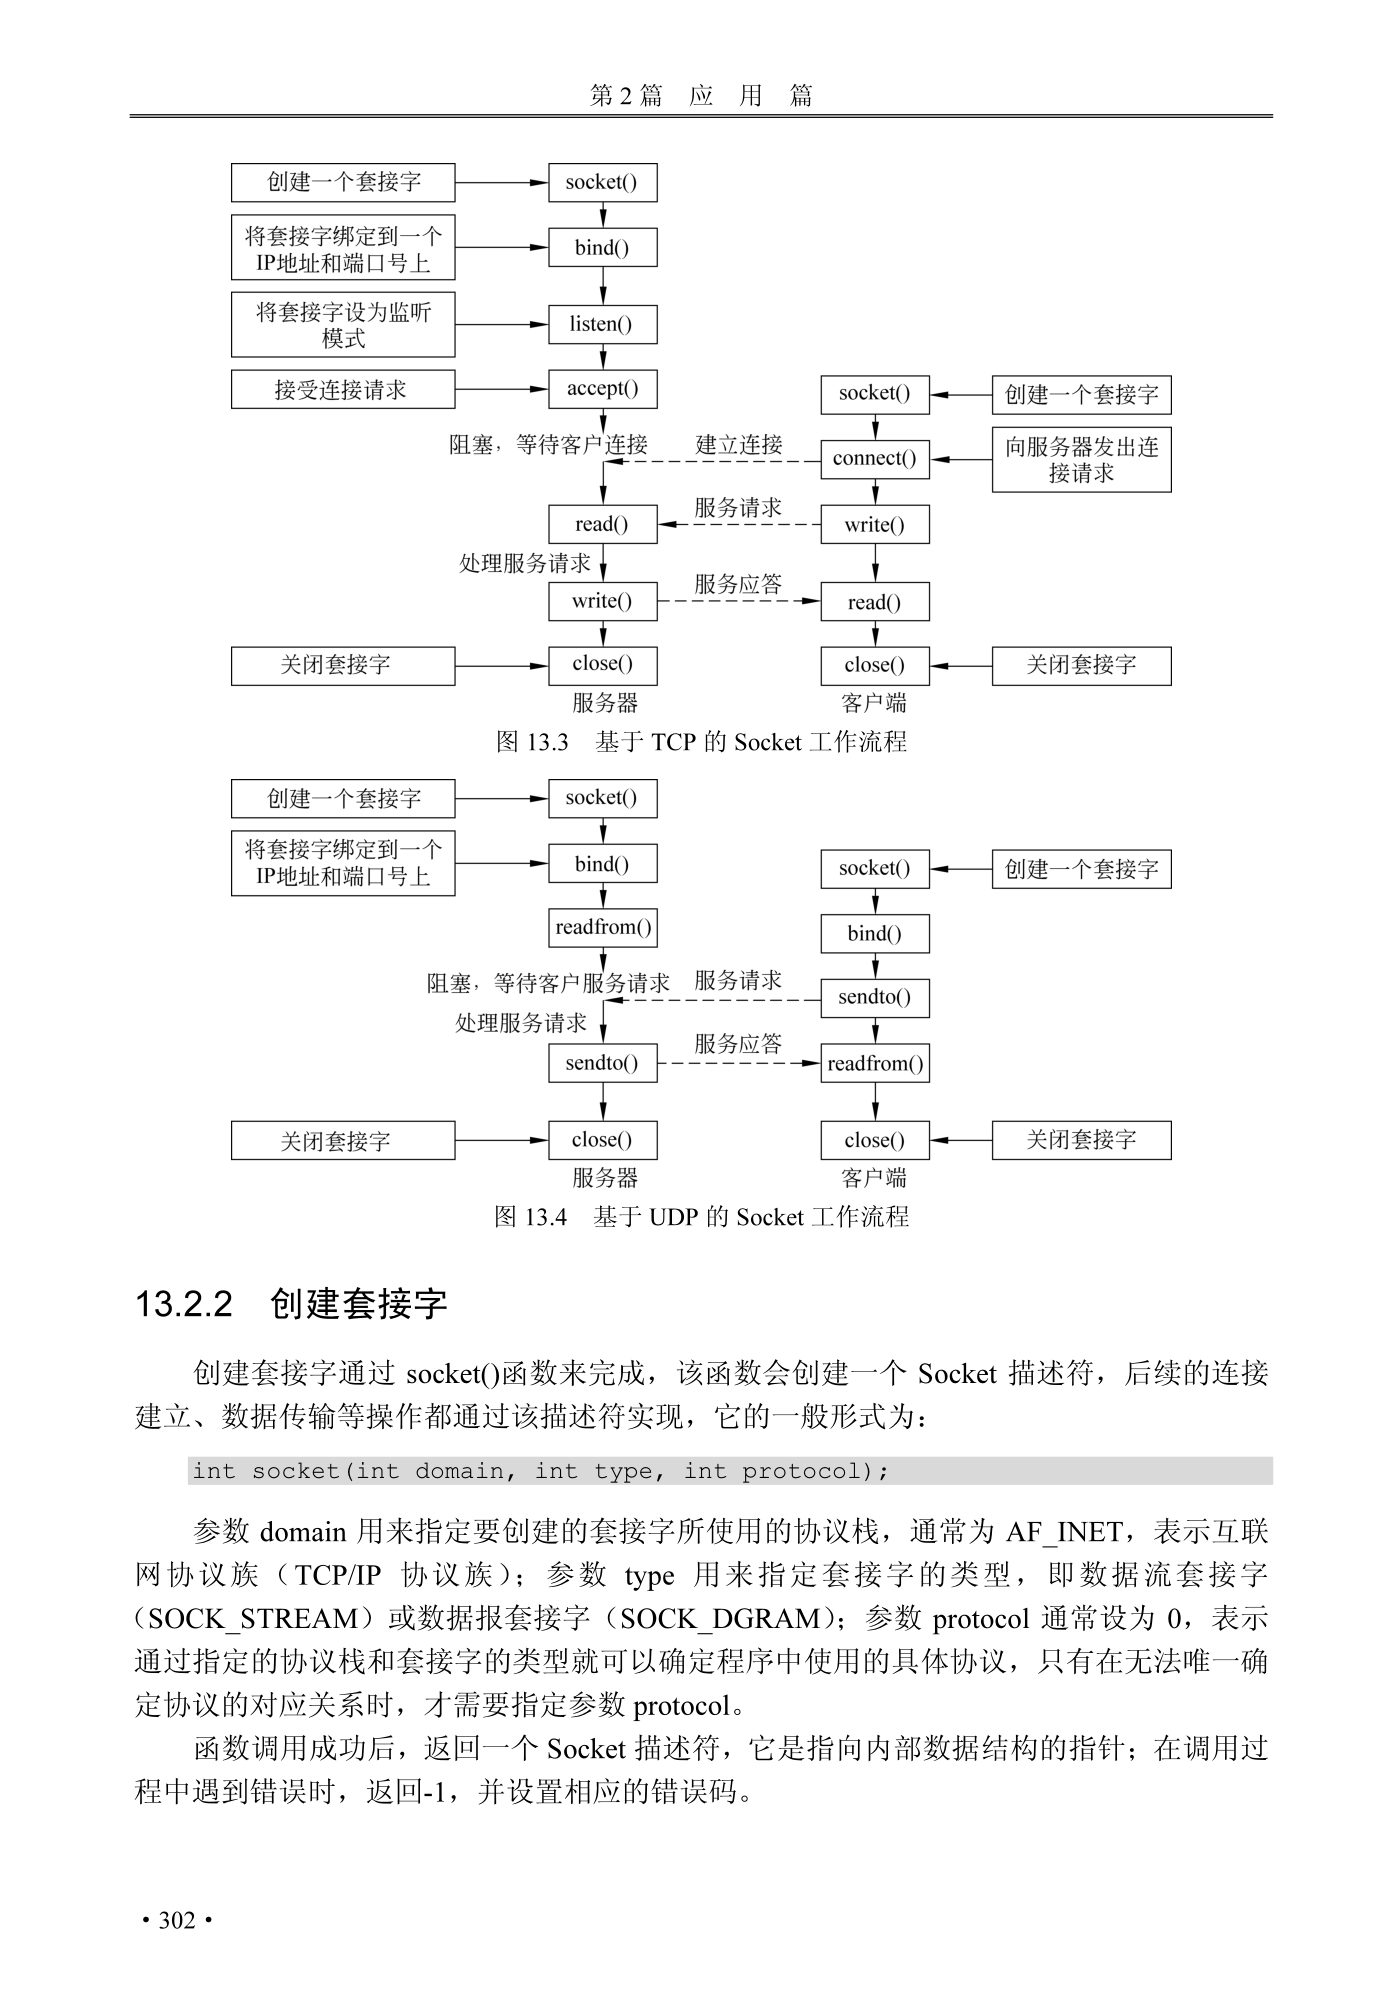 第 2 篇 应 用 篇
创建一个套接字
socket()
将套接字绑定到一个
IP地址和端口号上
bind()
将套接字设为监听
模式
listen()
接受连接请求
accept()
socket()
创建一个套接字
阻塞，等待客户连接
建立连接
connect()
向服务器发出连
接请求
read()
服务请求
write()
处理服务请求
write()
服务应答
read()
关闭套接字
close()
close()
关闭套接字
服务器
客户端
图 13.3 基于 TCP 的 Socket 工作流程
创建一个套接字
socket()
将套接字绑定到一个
IP地址和端口号上
bind()
socket()
创建一个套接字
readfrom()
bind()
阻塞，等待客户服务请求
服务请求
sendto()
处理服务请求
sendto()
服务应答
readfrom()
关闭套接字
close()
close()
关闭套接字
服务器
客户端
图 13.4 基于 UDP 的 Socket 工作流程
13.2.2 创建套接字
创建套接字通过 socket()函数来完成，该函数会创建一个 Socket 描述符，后续的连接
建立、数据传输等操作都通过该描述符实现，它的一般形式为：
int socket(int domain, int type, int protocol);
参数 domain 用来指定要创建的套接字所使用的协议栈，通常为 AF_INET，表示互联
网协议族（TCP/IP 协议族）；参数 type 用来指定套接字的类型，即数据流套接字
（SOCK_STREAM）或数据报套接字（SOCK_DGRAM）；参数 protocol 通常设为 0，表示
通过指定的协议栈和套接字的类型就可以确定程序中使用的具体协议，只有在无法唯一确
定协议的对应关系时，才需要指定参数 protocol。
函数调用成功后，返回一个 Socket 描述符，它是指向内部数据结构的指针；在调用过
程中遇到错误时，返回-1，并设置相应的错误码。
• 302 •